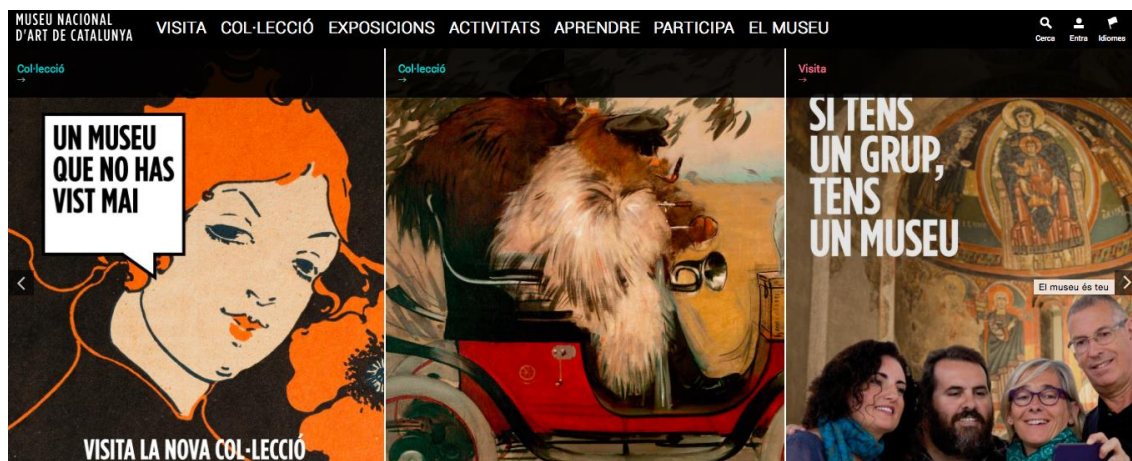 MUSEU NACIONAL
D'ART DE CATALUNYA
VISITA COL·LECCIÓ EXPOSICIONS ACTIVITATS APRENDRE PARTICIPA EL MUSEU
Cerca Entra Idiomes
Col·lecció
UN MUSEU
QUE NO HAS
VIST MAI
VISITA LA NOVA COL·LECCIÓ
Col·lecció
Visita
SI TENS
UN GRUP,
TENS
UN MUSEU
El museu és teu